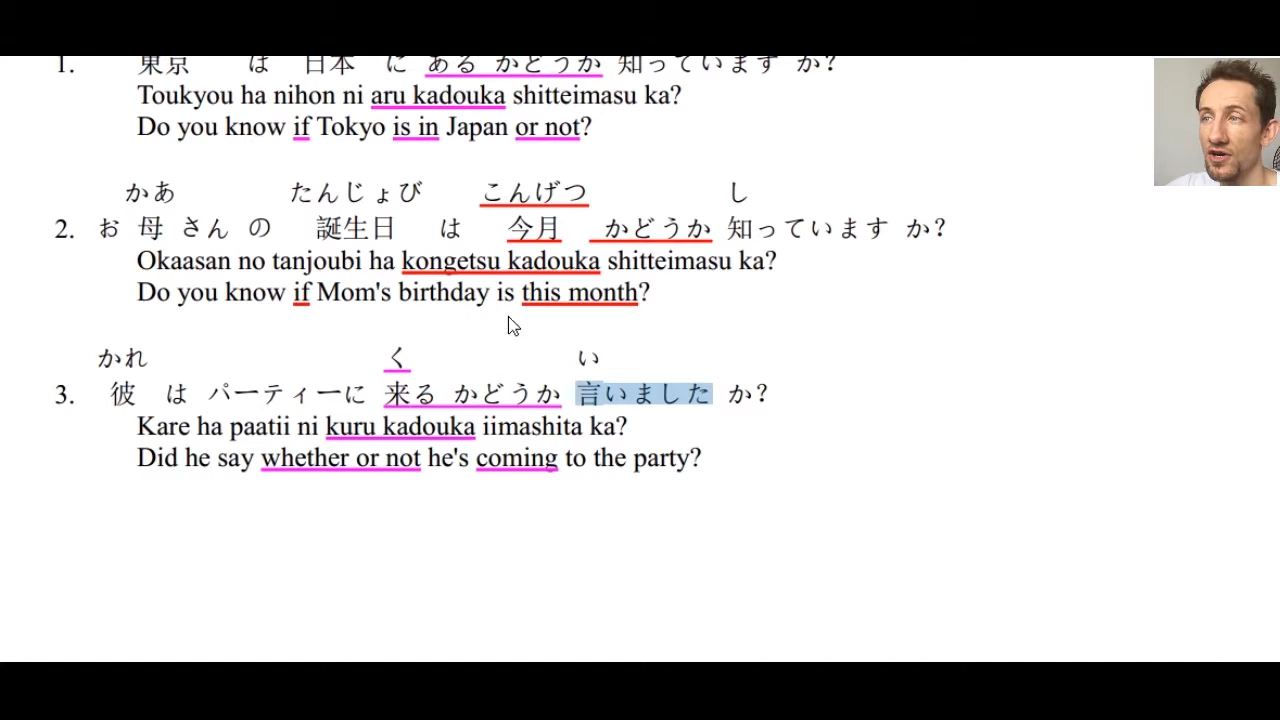 1. 東京 は 日本 に ある かどうか 知っています か?
Toukyou ha nihon ni aru kadouka shitteimasu ka?
Do you know if Tokyo is in Japan or not?
かあ たんじょび こんげつ し
2. お 母 さん の 誕生日 は 今月 かどうか 知っています か?
Okaasan no tanjoubi ha kongetsu kadouka shitteimasu ka?
Do you know if Mom's birthday is this month?
かれ く い
3. 彼 は パーティーに 来る かどうか 言いました か?
Kare ha paatii ni kuru kadouka iimashita ka?
Did he say whether or not he's coming to the party?